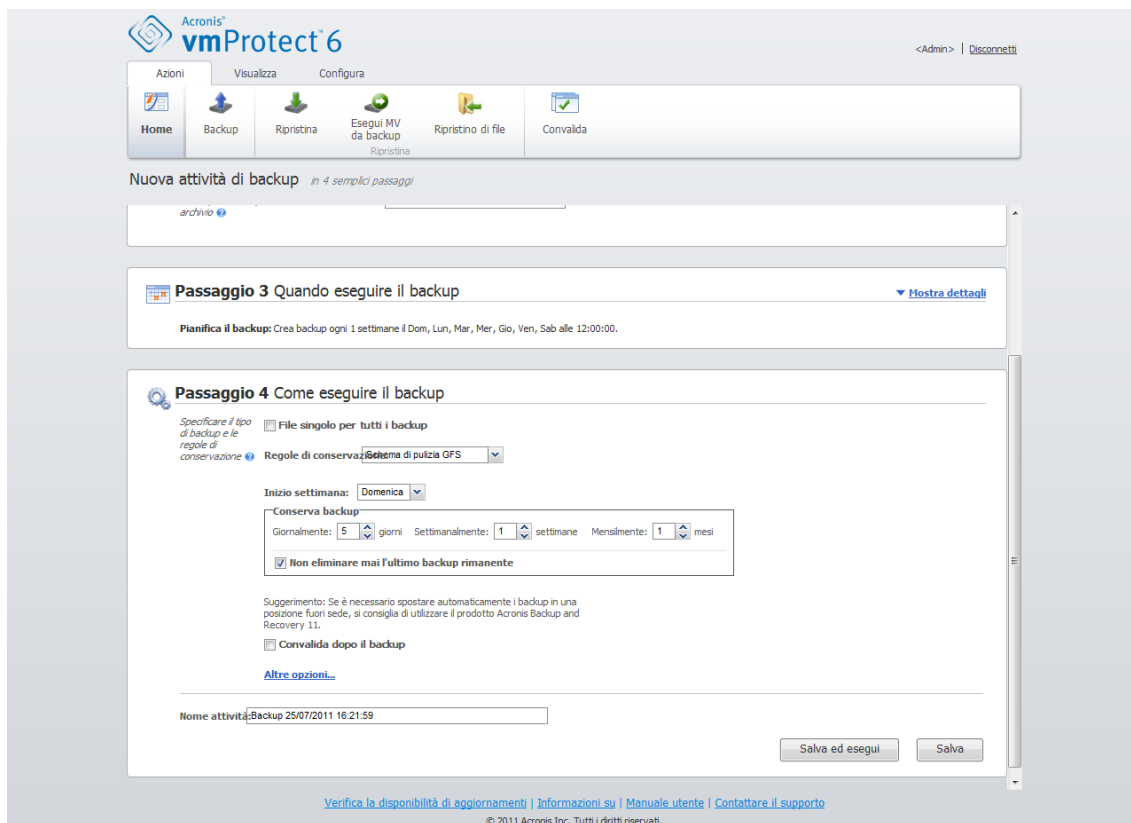 Acronis®
vmProtect™ 6
<Admin> | Disconnetti
Azioni Visualizza Configura
Home Backup Ripristina Esegui MV da backup Ripristino di file Convalida
Ripristina
Nuova attività di backup in 4 semplici passaggi
archivio
Passaggio 3 Quando eseguire il backup
Mostra dettagli
Pianifica il backup: Crea backup ogni 1 settimane il Dom, Lun, Mar, Mer, Gio, Ven, Sab alle 12:00:00.
Passaggio 4 Come eseguire il backup
Specificare il tipo
di backup e le
regole di
conservazione
File singolo per tutti i backup
Regole di conservazione: Schema di pulizia GFS
Inizio settimana: Domenica
Conserva backup
Giornalmente: 5 giorni Settimanalmente: 1 settimane Mensilmente: 1 mesi
Non eliminare mai l'ultimo backup rimanente
Suggerimento: Se è necessario spostare automaticamente i backup in una
posizione fuori sede, si consiglia di utilizzare il prodotto Acronis Backup and
Recovery 11.
Convalida dopo il backup
Altre opzioni...
Nome attività: Backup 25/07/2011 16:21:59
Salva ed esegui Salva
Verifica la disponibilità di aggiornamenti | Informazioni su | Manuale utente | Contattare il supporto
© 2011 Acronis Inc. Tutti i diritti riservati.